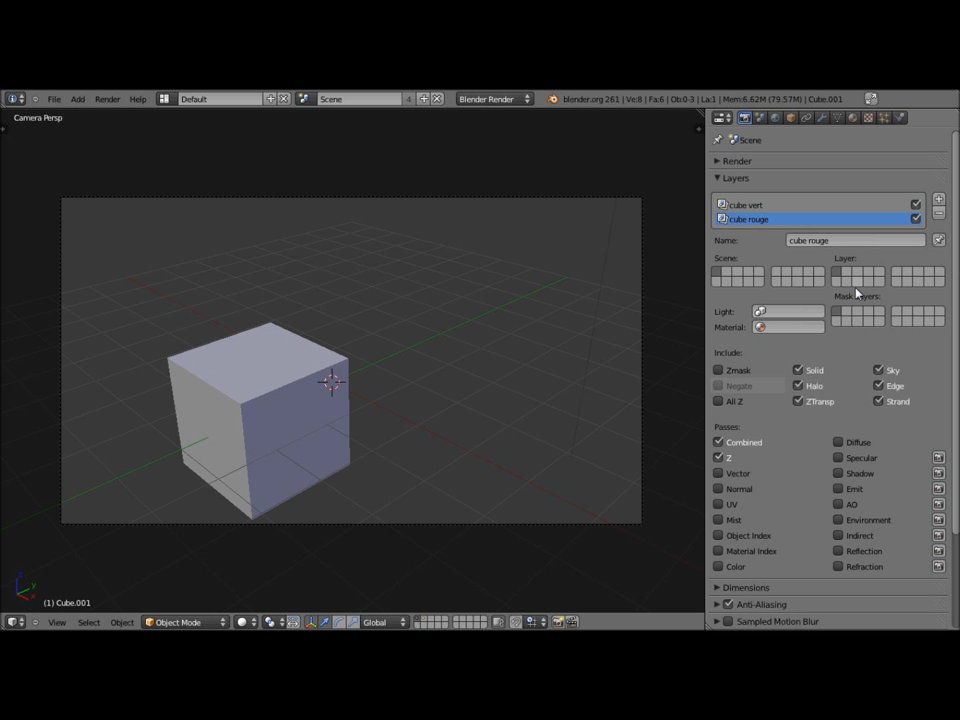 File Add Render Help Default Scene 4 Blender Render blender.org 261 | Ve:8 | Fa:6 | Ob:0-3 | La:1 | Mem:6.62M (79.57M) | Cube.001
Camera Persp
Scene
Render
Layers
cube vert
cube rouge
Name: cube rouge
Scene: Layer:
Mask Layers:
Light:
Material:
Include:
Zmask Solid Sky
Negate Halo Edge
All Z ZTransp Strand
Passes:
Combined Diffuse
Z Specular
Vector Shadow
Normal Emit
UV AO
Mist Environment
Object Index Indirect
Material Index Reflection
Color Refraction
Dimensions
z y x
(1) Cube.001
Anti-Aliasing
View Select Object Object Mode Global
Sampled Motion Blur